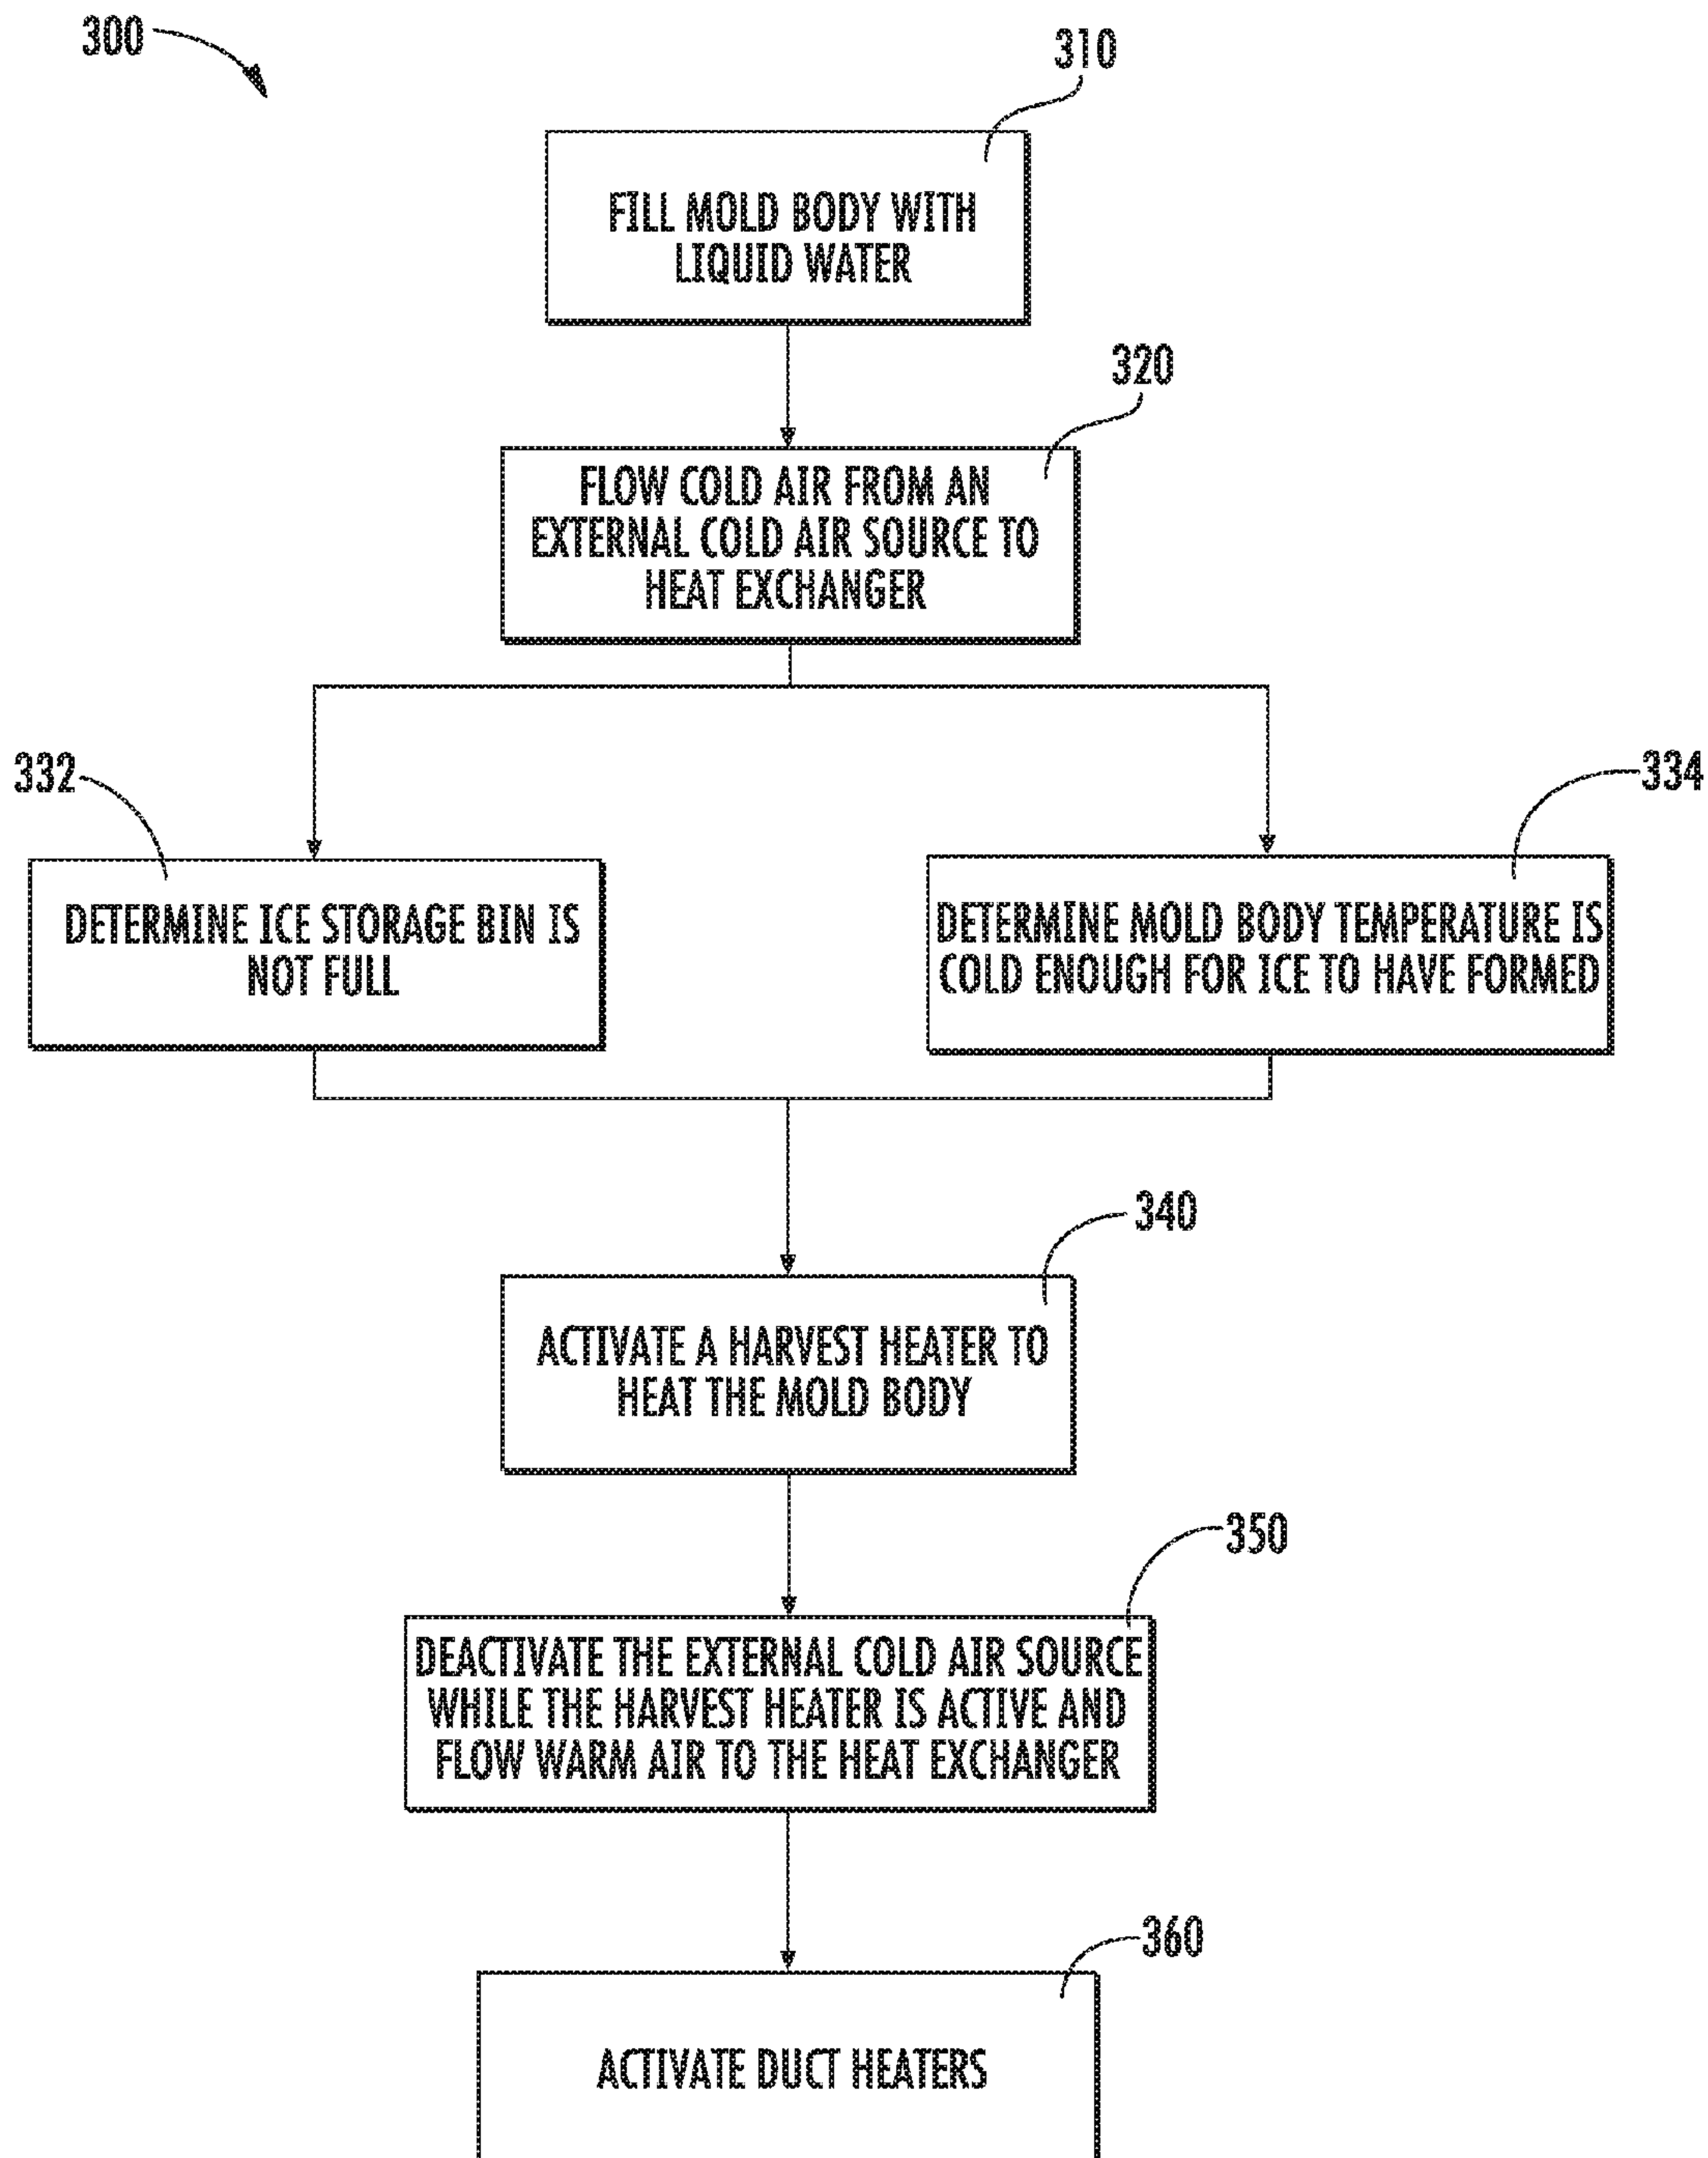 300
310
FILL MOLD BODY WITH
LIQUID WATER
320
FLOW COLD AIR FROM AN
EXTERNAL COLD AIR SOURCE TO
HEAT EXCHANGER
332
DETERMINE ICE STORAGE BIN IS
NOT FULL
334
DETERMINE MOLD BODY TEMPERATURE IS
COLD ENOUGH FOR ICE TO HAVE FORMED
340
ACTIVATE A HARVEST HEATER TO
HEAT THE MOLD BODY
350
DEACTIVATE THE EXTERNAL COLD AIR SOURCE
WHILE THE HARVEST HEATER IS ACTIVE AND
FLOW WARM AIR TO THE HEAT EXCHANGER
360
ACTIVATE DUCT HEATERS